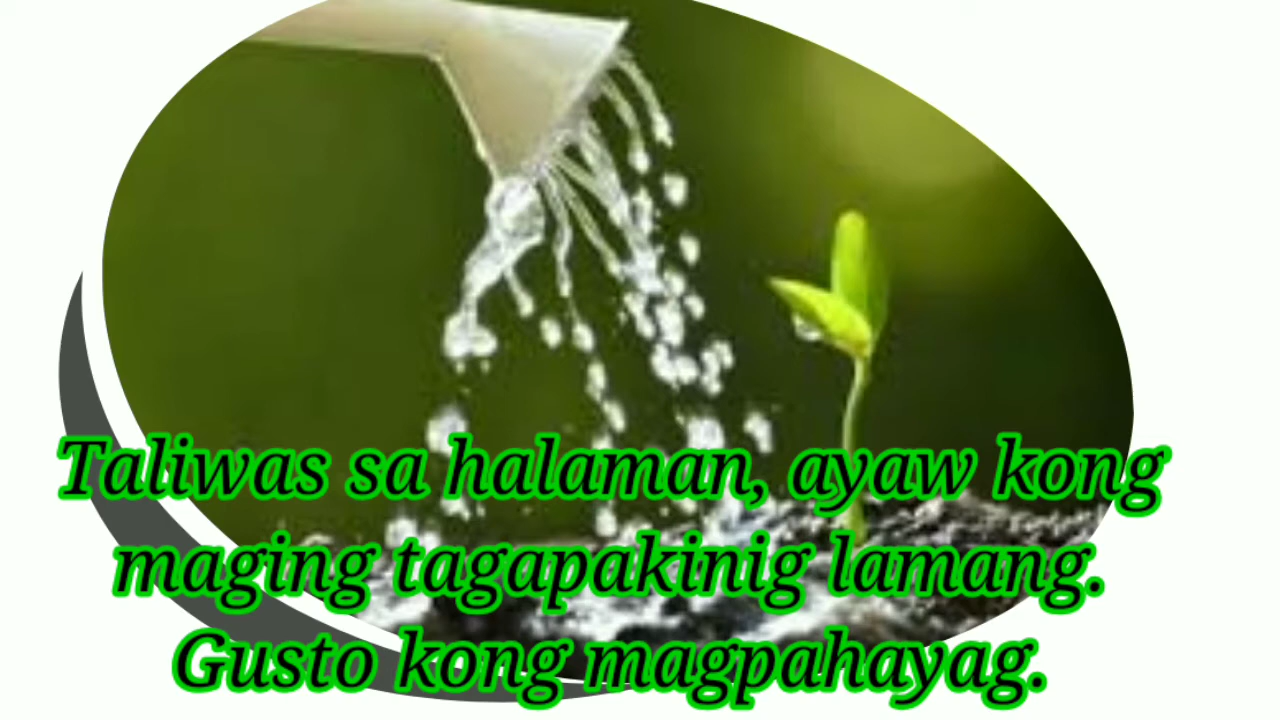 Taliwas sa halaman, ayaw kong
maging tagapakinig lamang.
Gusto kong magpahayag.